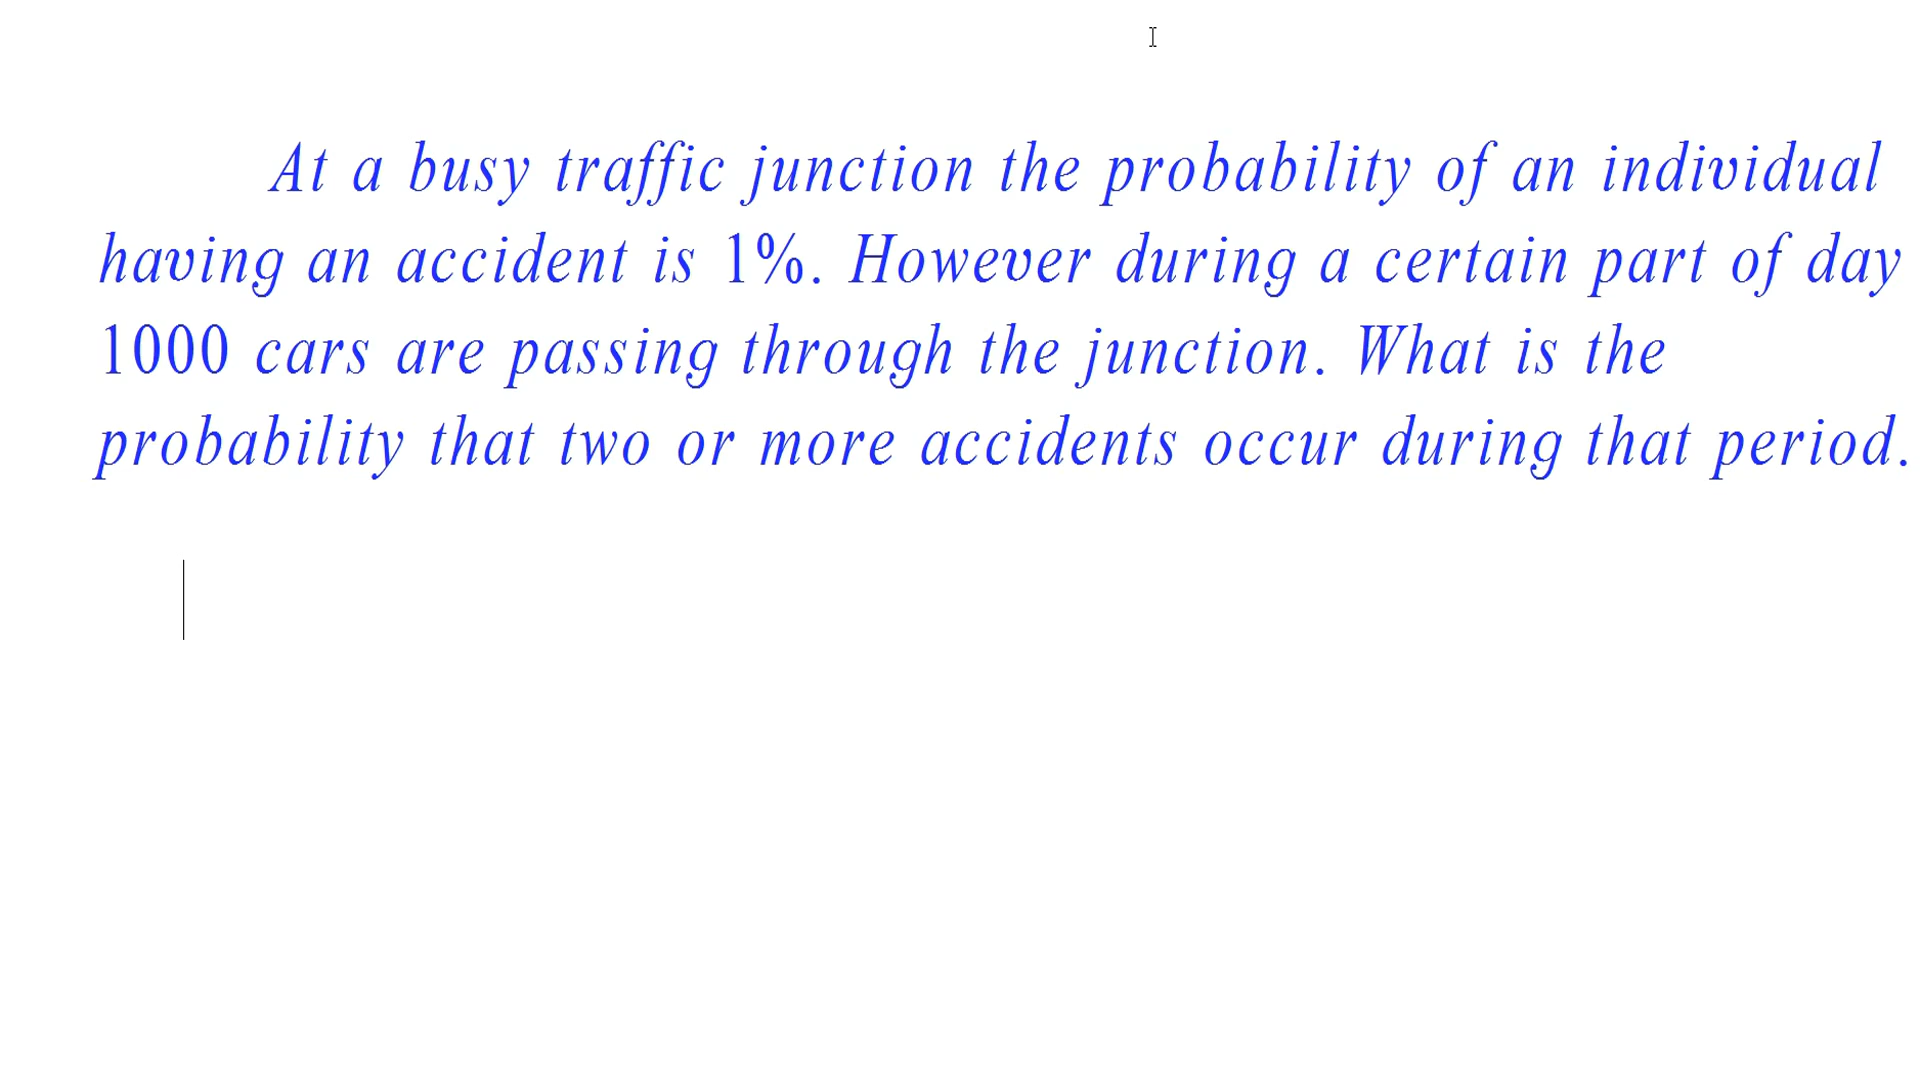 At a busy traffic junction the probability of an individual
having an accident is 1%. However during a certain part of day
1000 cars are passing through the junction. What is the
probability that two or more accidents occur during that period.